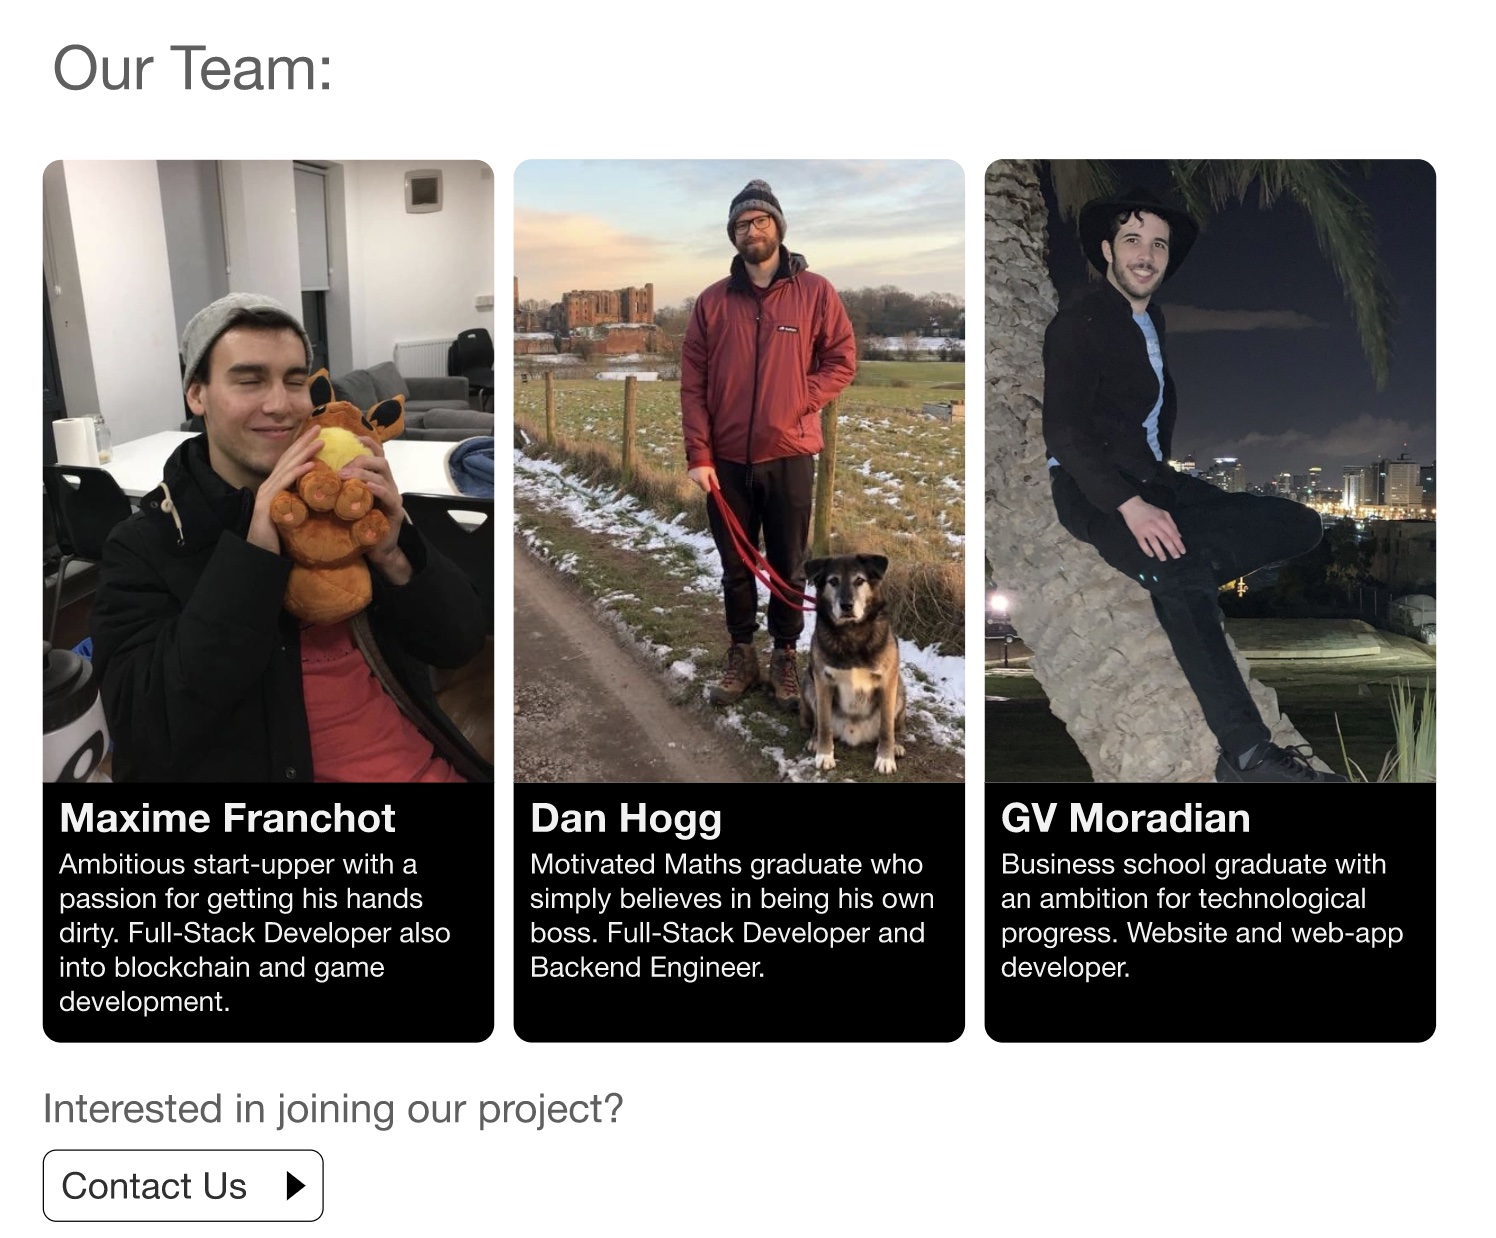 Our Team:
Maxime Franchot
Ambitious start-upper with a
passion for getting his hands
dirty. Full-Stack Developer also
into blockchain and game
development.
Dan Hogg
Motivated Maths graduate who
simply believes in being his own
boss. Full-Stack Developer and
Backend Engineer.
GV Moradian
Business school graduate with
an ambition for technological
progress. Website and web-app
developer.
Interested in joining our project?
Contact Us